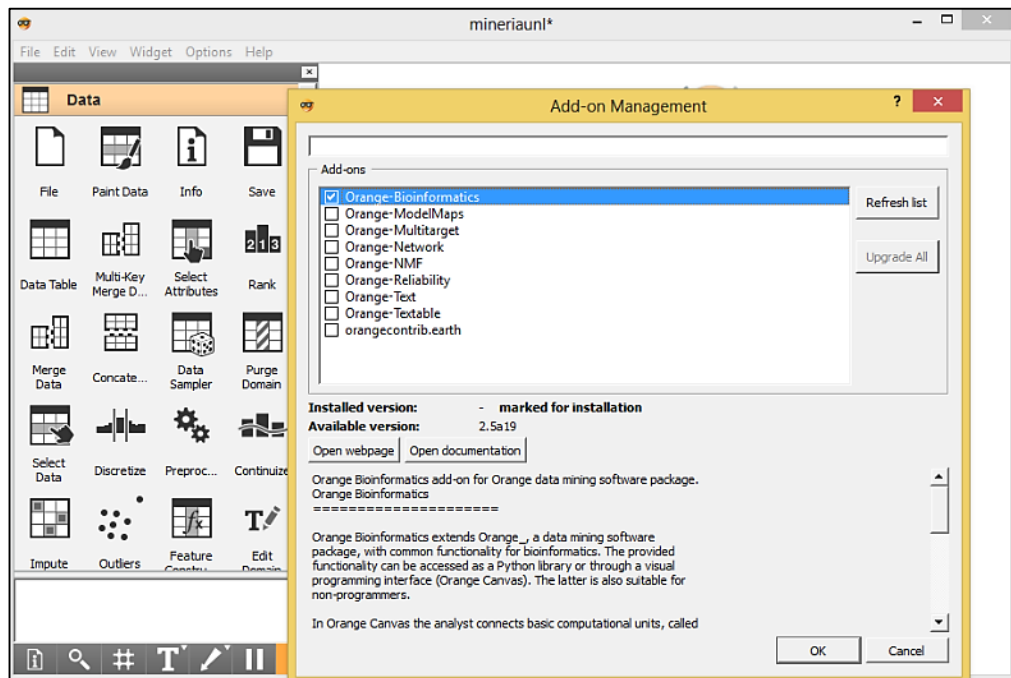 mineriaunl*
File Edit View Widget Options Help
Data
File Paint Data Info Save
Data Table Multi-Key Merge D... Select Attributes Rank
Merge Data Concate... Data Sampler Purge Domain
Select Data Discretize Preproc... Continuize
Impute Outliers Feature Constru... Edit Domain
Add-on Management
Add-ons
Orange-Bioinformatics
Orange-ModelMaps
Orange-Multitarget
Orange-Network
Orange-NMF
Orange-Reliability
Orange-Text
Orange-Textable
orangecontrib.earth
Refresh list
Upgrade All
Installed version: - marked for installation
Available version: 2.5a19
Open webpage Open documentation
Orange Bioinformatics add-on for Orange data mining software package.
Orange Bioinformatics
======================
Orange Bioinformatics extends Orange_, a data mining software
package, with common functionality for bioinformatics. The provided
functionality can be accessed as a Python library or through a visual
programming interface (Orange Canvas). The latter is also suitable for
non-programmers.
In Orange Canvas the analyst connects basic computational units, called
OK Cancel